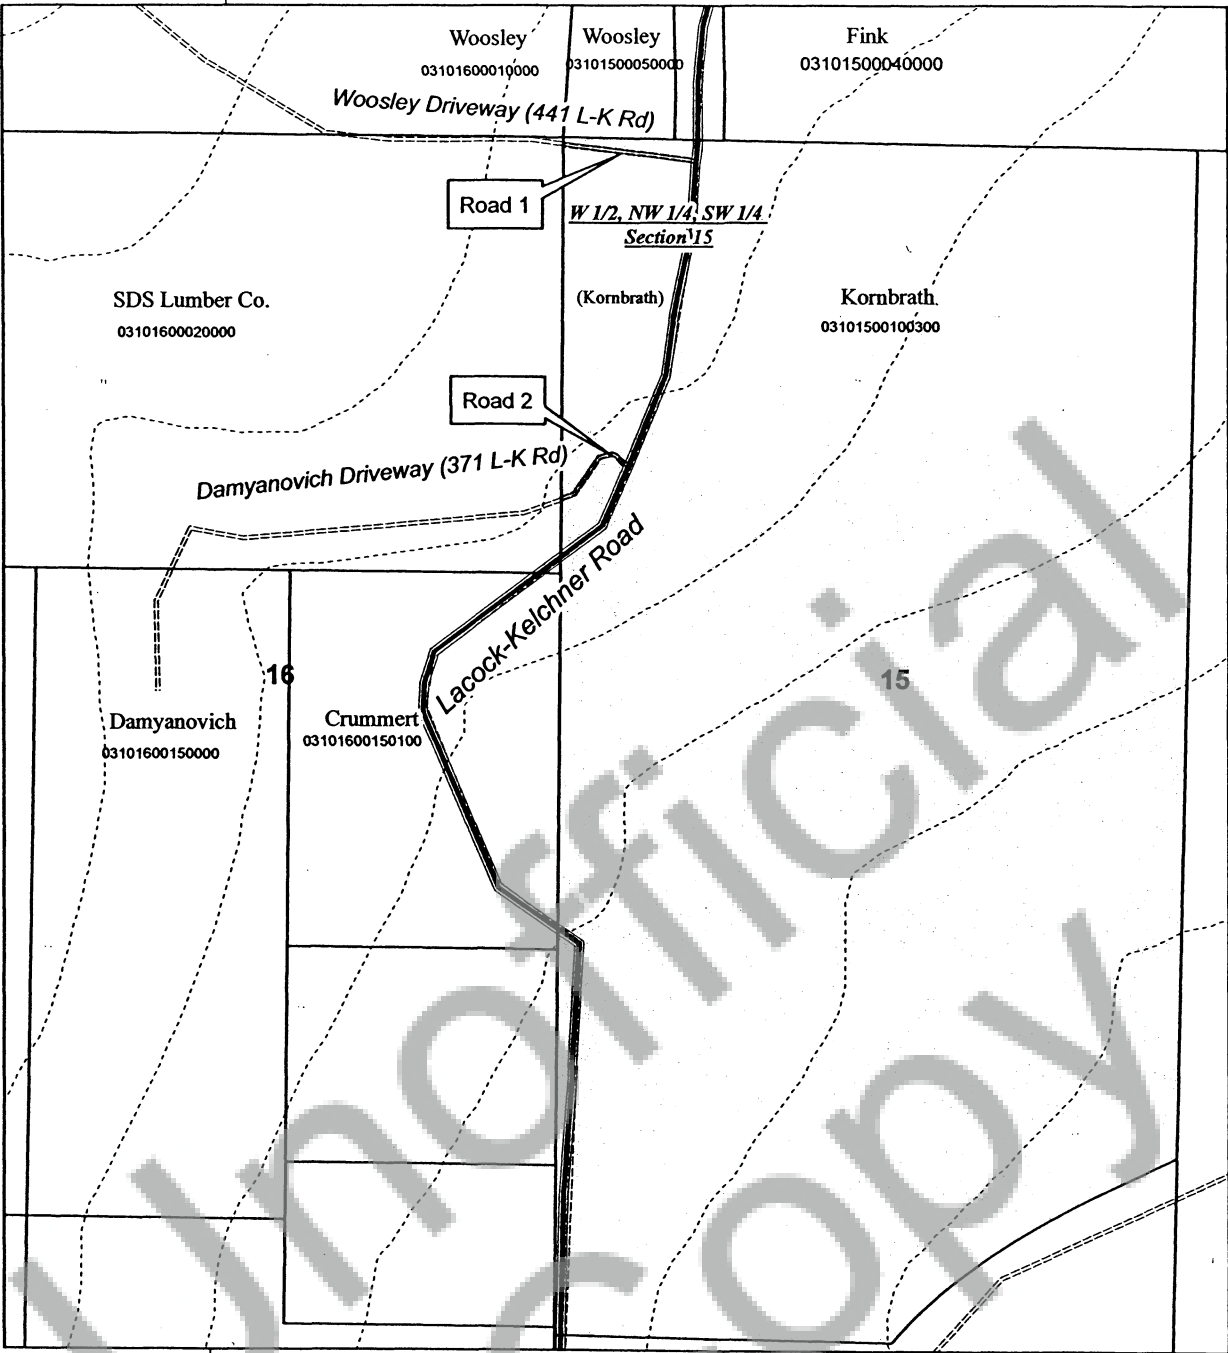 Woosley
03101600010000
Woosley
03101500050000
Fink
03101500040000
Woosley Driveway (441 L-K Rd)
Road 1
W 1/2, NW 1/4, SW 1/4
Section 15
SDS Lumber Co.
03101600020000
(Kornbrath)
Kornbrath
03101500100300
Road 2
Damyanovich Driveway (371 L-K Rd)
Lacock-Kelchner Road
16
15
Damyanovich
03101600150000
Crummert
03101600150100
Unofficial
Copy